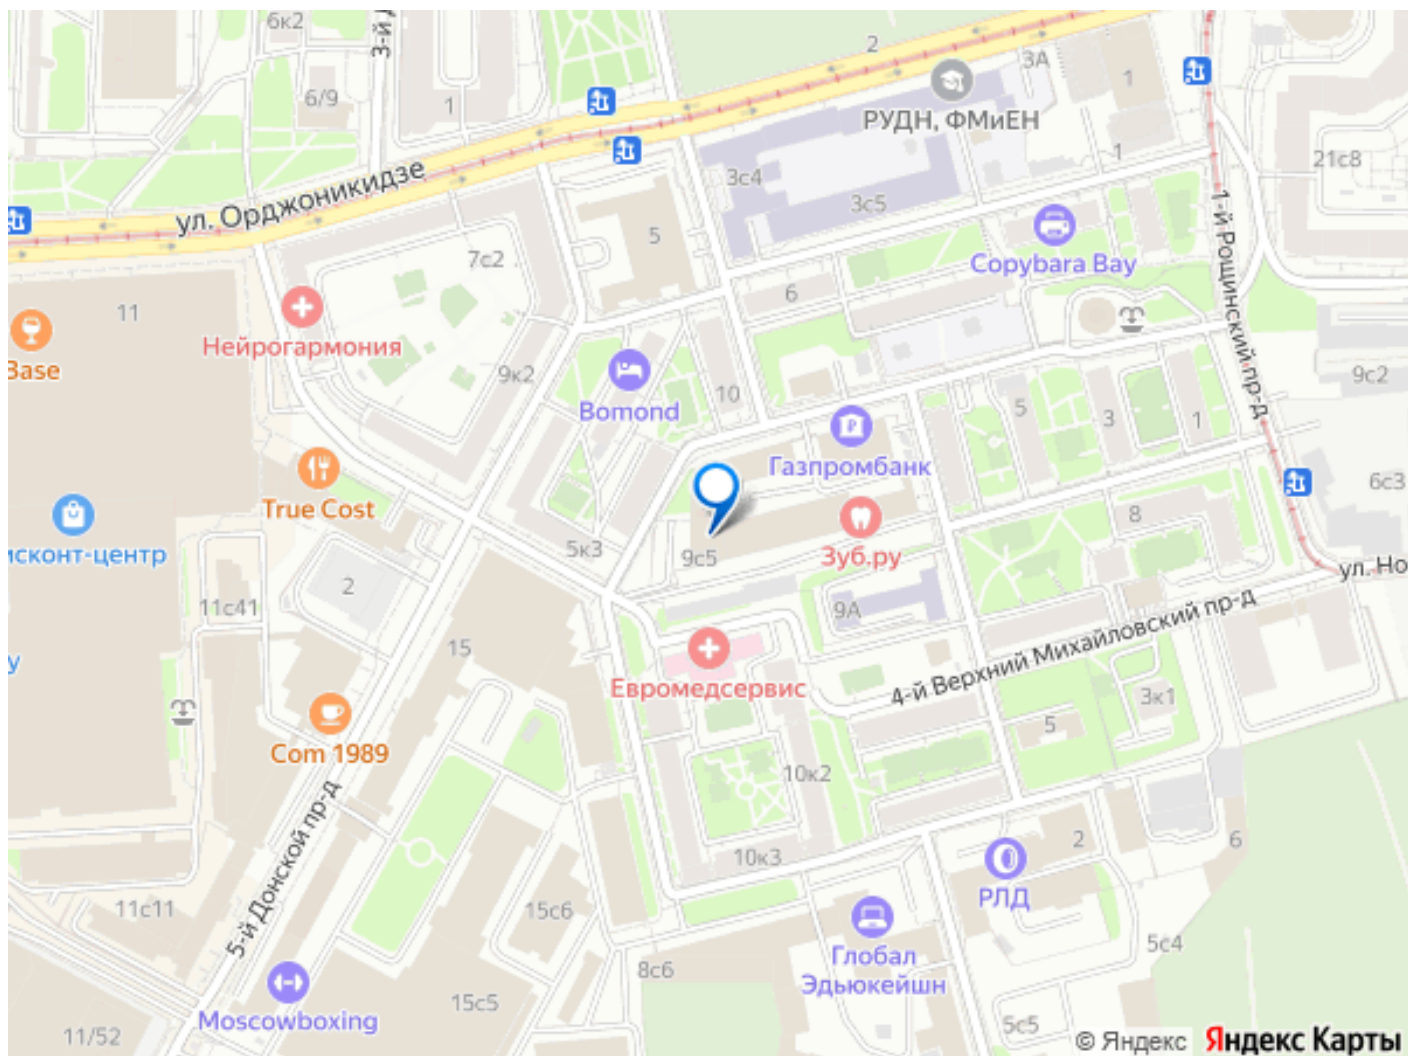 6к2
3-й
2
3А
1
6/9
1
РУДН, ФМиЕН
1
21с8
3с4
ул. Орджоникидзе
3с5
5
7с2
Copybara Bay
1-й Рощинский пр-д
6
11
Нейрогармония
Base
9к2
10
9с2
Bomond
5
3
1
Газпромбанк
True Cost
6с3
8
исконт-центр
5к3
9с5
Зуб.ру
ул. Но
2
11с41
9А
4-й Верхний Михайловский пр-д
15
у
Евромедсервис
3к1
5
Com 1989
10к2
5-й Донской пр-д
2
6
10к3
РЛД
11с11
15с6
5с4
Глобал
Эдьюкейшн
8с6
15с5
Moscowboxing
5с5
11/52
© Яндекс
Яндекс Карты